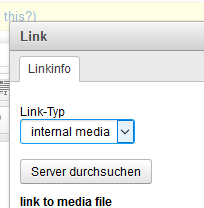 this?)
Link
Linkinfo
Link-Typ
internal media
Server durchsuchen
link to media file